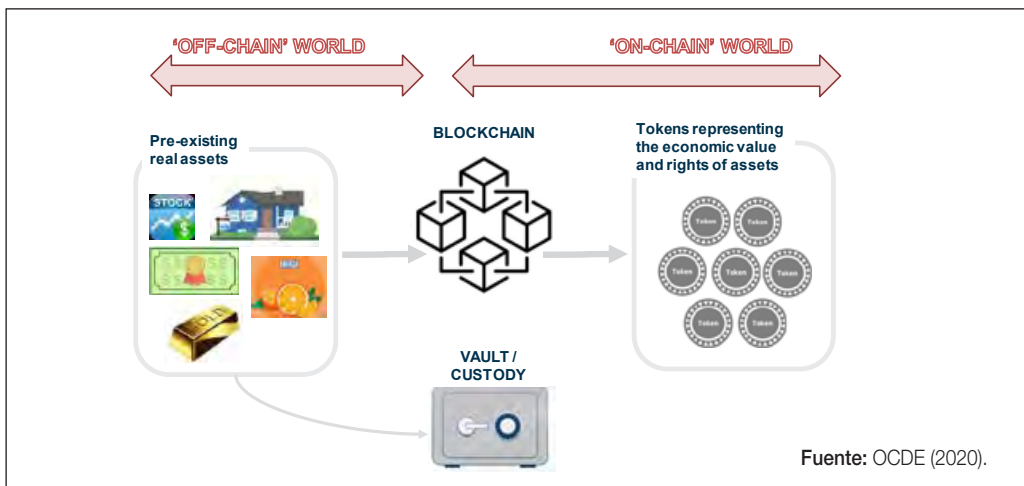 ‘OFF-CHAIN’ WORLD
‘ON-CHAIN’ WORLD
Pre-existing
real assets
BLOCKCHAIN
Tokens representing
the economic value
and rights of assets
STOCK
$
GOLD
Token Token
Token Token Token
Token Token
VAULT /
CUSTODY
Fuente: OCDE (2020).